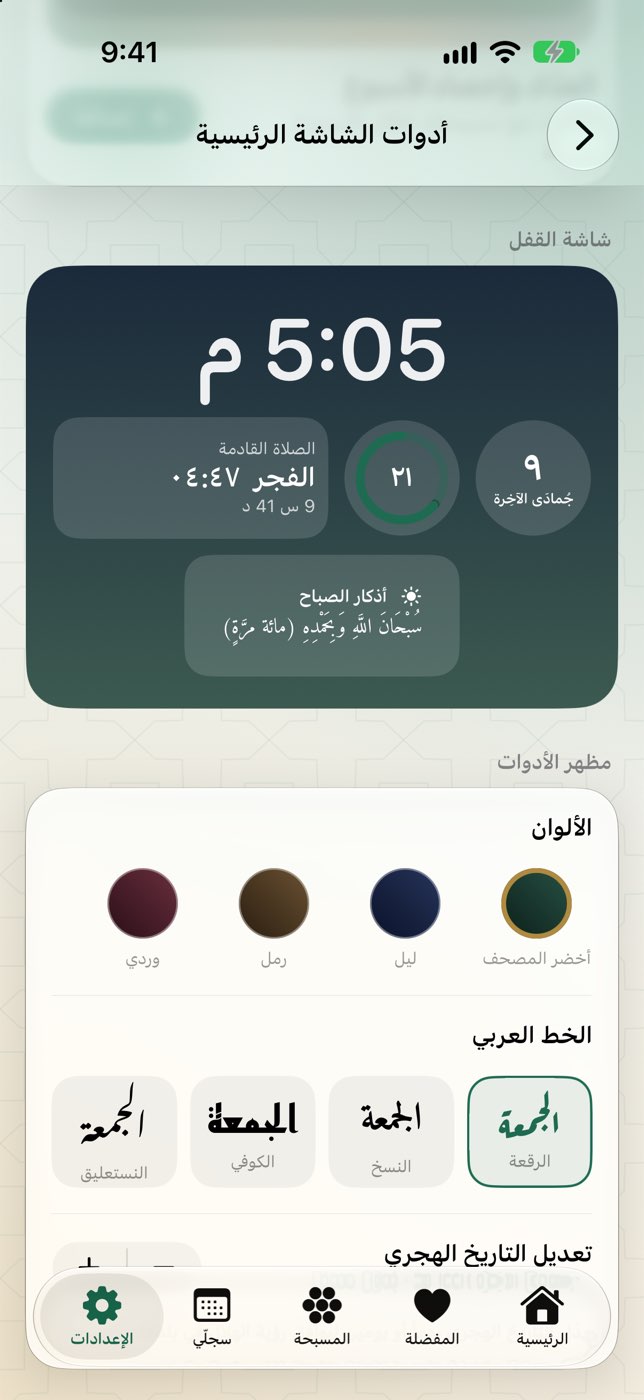 9:41
أدوات الشاشة الرئيسية
شاشة القفل
5:05 م
٩
جُمادَى الآخِرة
٢١
الصلاة القادمة
الفجر ٠٤:٤٧
9 س 41 د
أذكار الصباح
سُبْحَانَ اللَّهِ وَبِحَمْدِهِ (مائة مرَّةٍ)
مظهر الأدوات
الألوان
أخضر المصحف
ليل
رمل
وردي
الخط العربي
الجمعة
الرقعة
الجمعة
النسخ
الجمعة
الكوفي
الجمعة
النستعليق
تعديل التاريخ الهجري
الرئيسية
المفضلة
المسبحة
سجلّي
الإعدادات